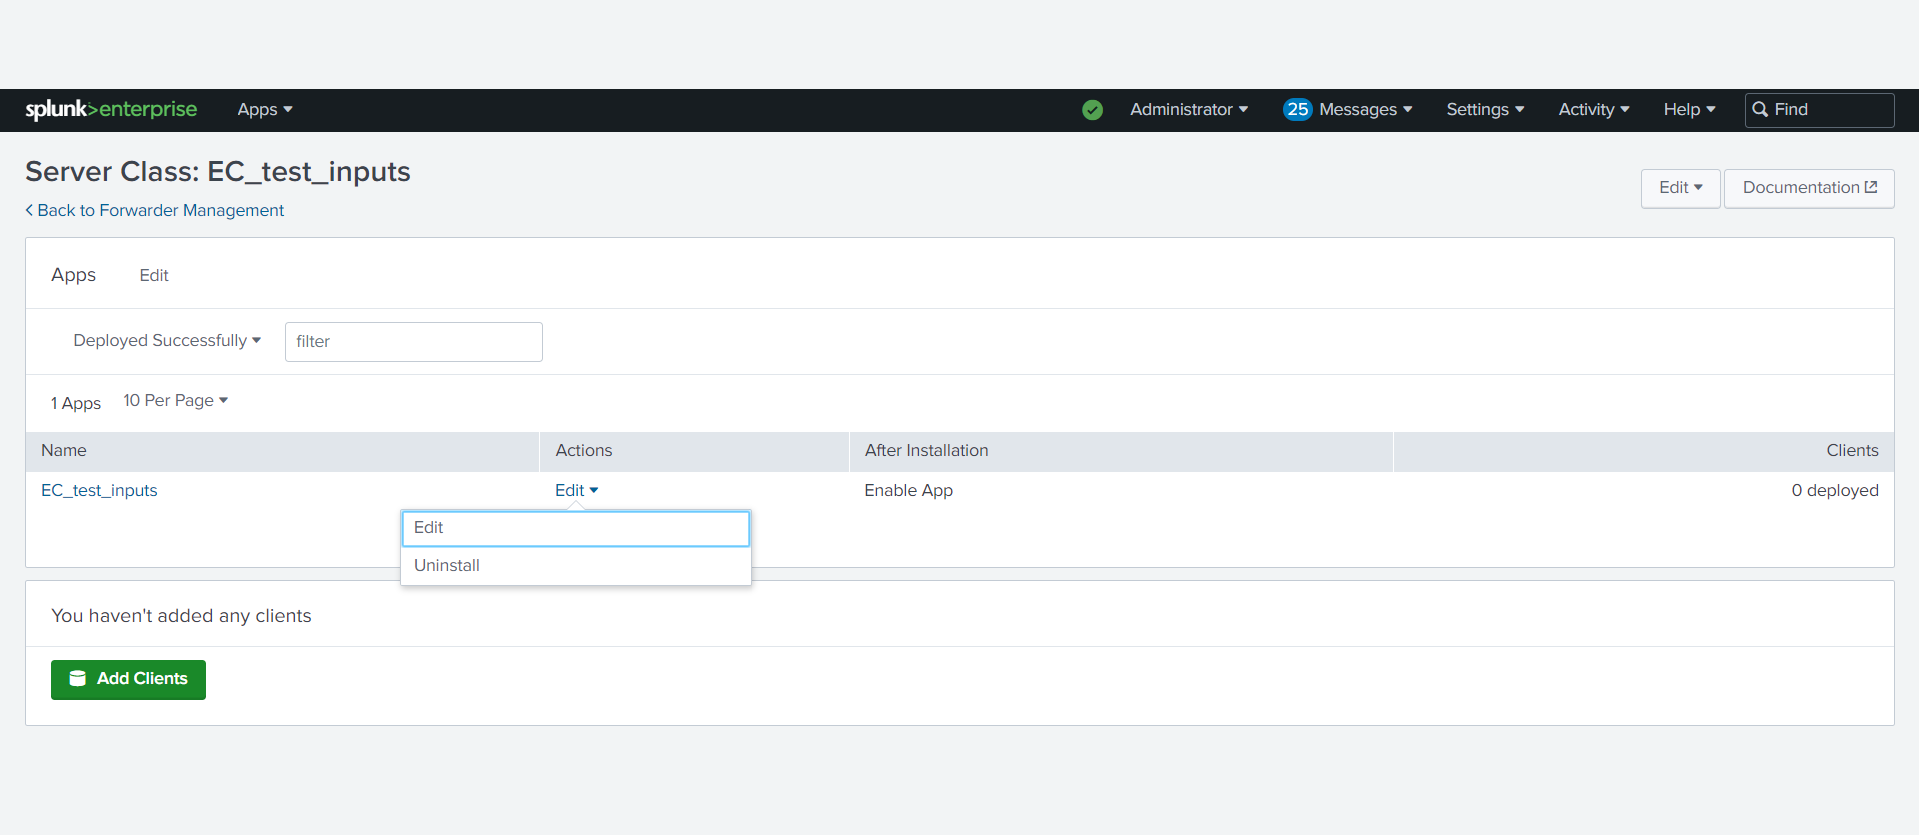 splunk>enterprise Apps Administrator 25 Messages Settings Activity Help Find
Server Class: EC_test_inputs
Back to Forwarder Management
Edit Documentation
Apps Edit
Deployed Successfully filter
1 Apps 10 Per Page
Name Actions After Installation Clients
EC_test_inputs Edit Enable App 0 deployed
Edit
Uninstall
You haven't added any clients
Add Clients